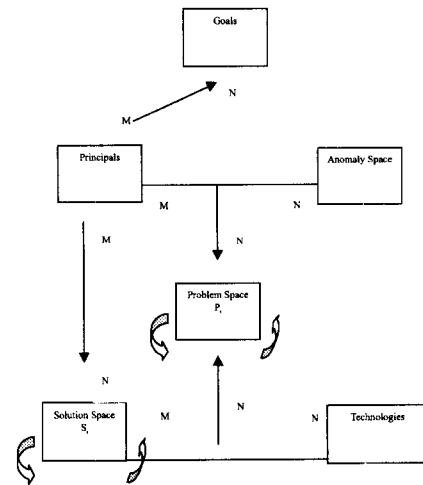 Goals
N
M
Principals
Anomaly Space
M
N
M
N
Problem Space
P
N
Solution Space
S
M
N
N
Technologies